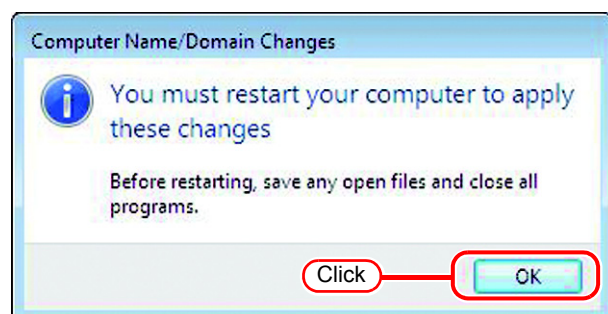 Computer Name/Domain Changes
You must restart your computer to apply
these changes
Before restarting, save any open files and close all
programs.
Click
OK